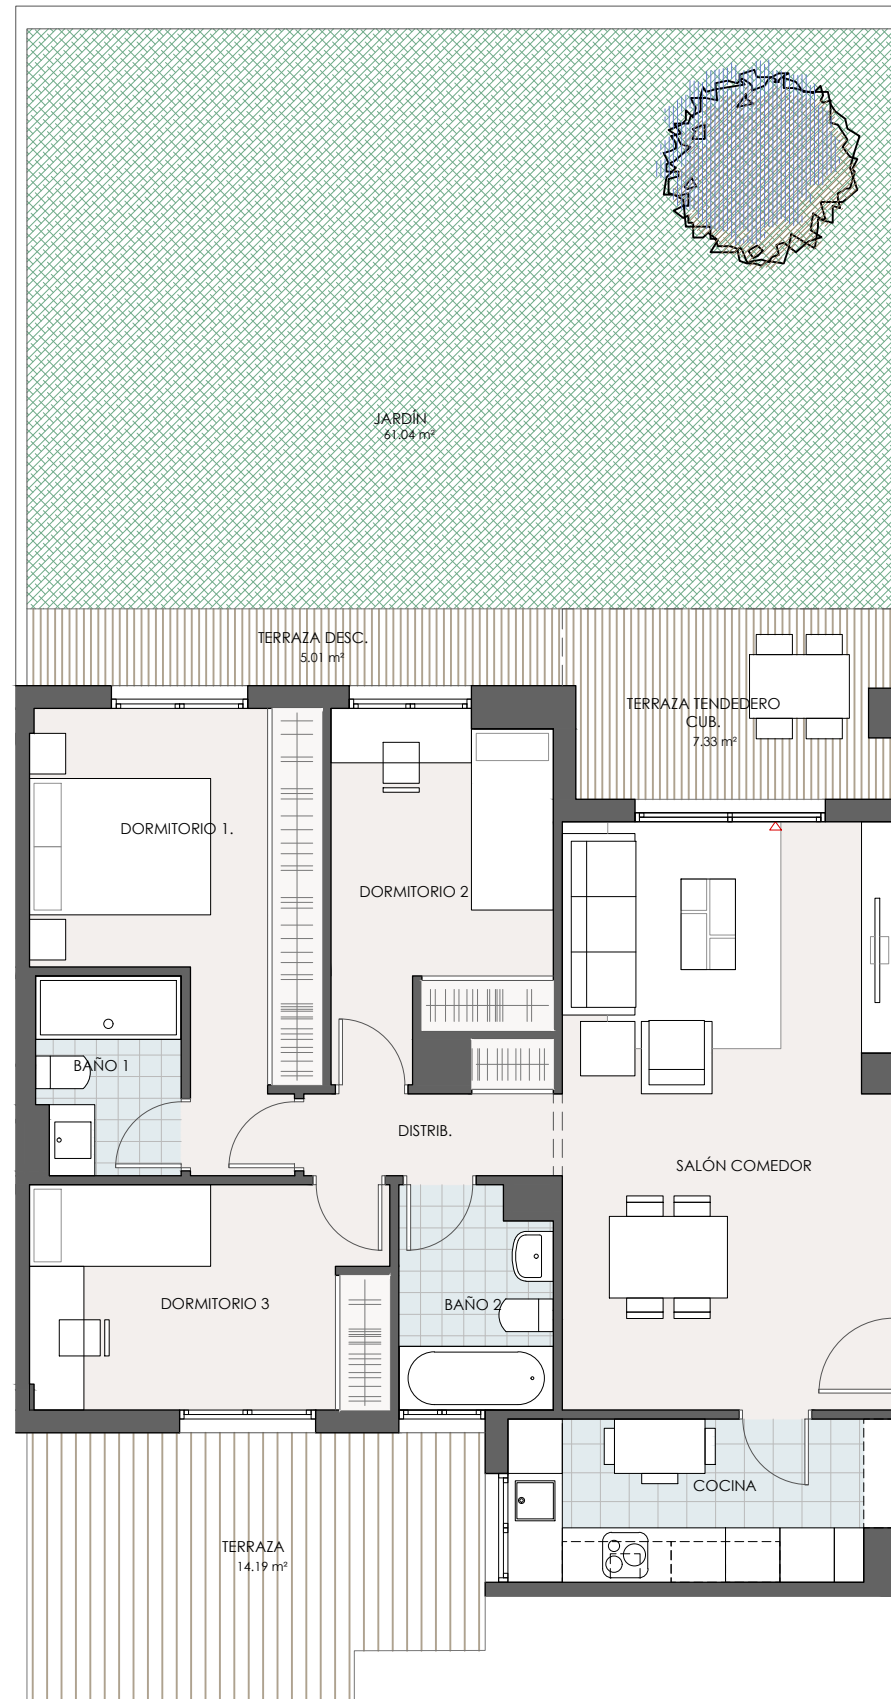 JARDÍN
61.04 m²
TERRAZA DESC.
5.01 m²
TERRAZA TENDEDERO
CUB.
7.33 m²
DORMITORIO 1.
DORMITORIO 2
BAÑO 1
DISTRIB.
SALÓN COMEDOR
DORMITORIO 3
BAÑO 2
COCINA
TERRAZA
14.19 m²